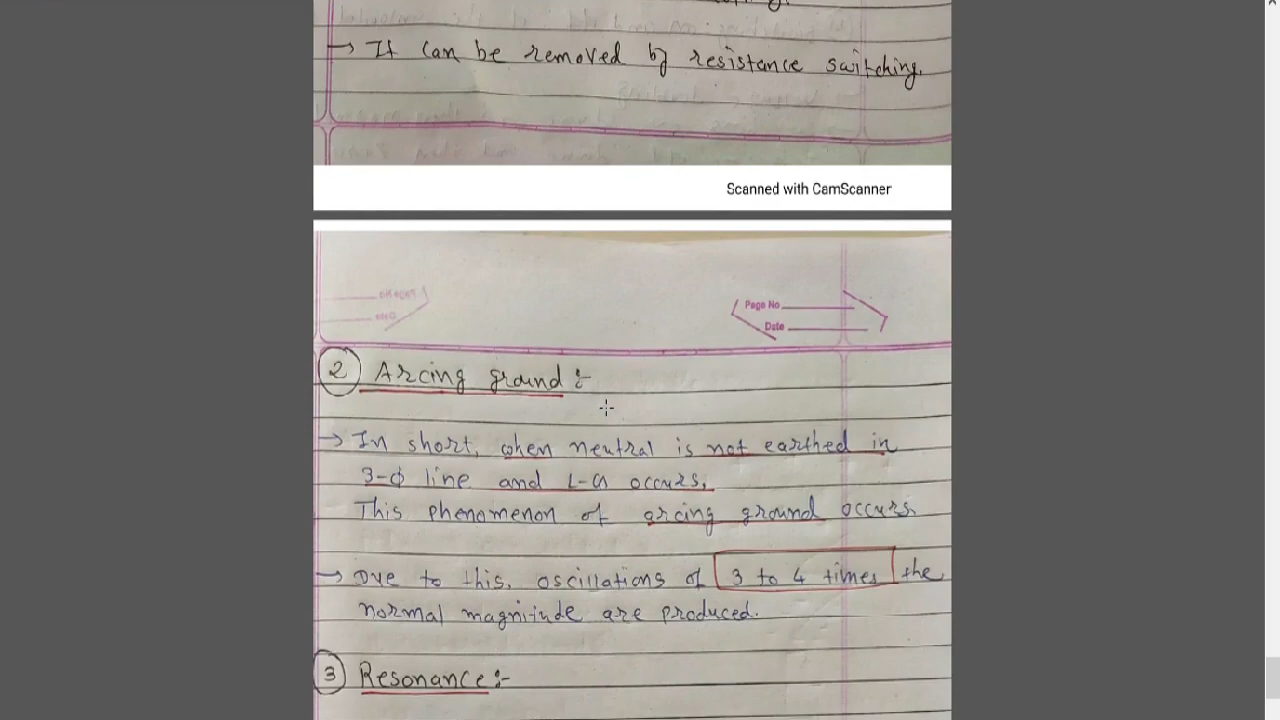 → It can be removed by resistance switching.
Scanned with CamScanner
Page No
Date
2 Arcing ground :-
→ In short, when neutral is not earthed in
3-ϕ line and L-G occurs,
This phenomenon of arcing ground occurs.
→ Due to this, oscillations of 3 to 4 times the
normal magnitude are produced.
3 Resonance :-